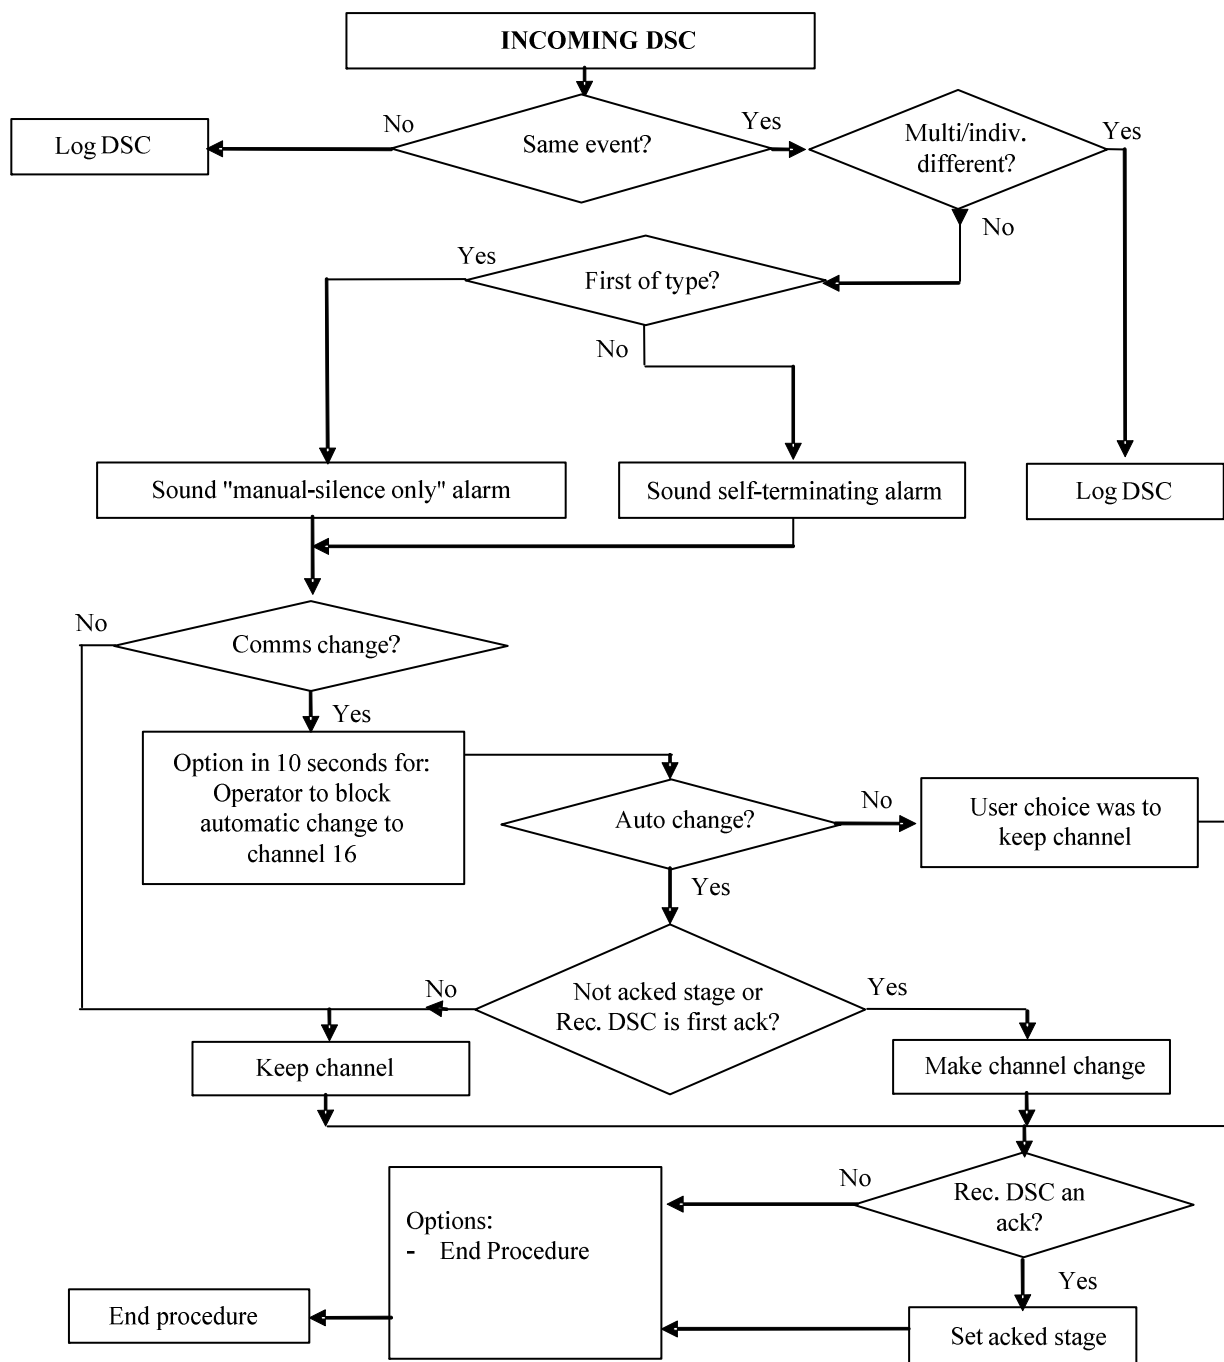 INCOMING DSC
No
Yes
Log DSC
Same event?
Multi/indiv.
different?
Yes
No
Yes
First of type?
No
Sound "manual-silence only" alarm
Sound self-terminating alarm
Log DSC
No
Comms change?
Yes
Option in 10 seconds for:
Operator to block
automatic change to
channel 16
Auto change?
No
User choice was to
keep channel
Yes
No
Not acked stage or
Rec. DSC is first ack?
Yes
Keep channel
Make channel change
No
Rec. DSC an
ack?
Options:
- End Procedure
Yes
End procedure
Set acked stage